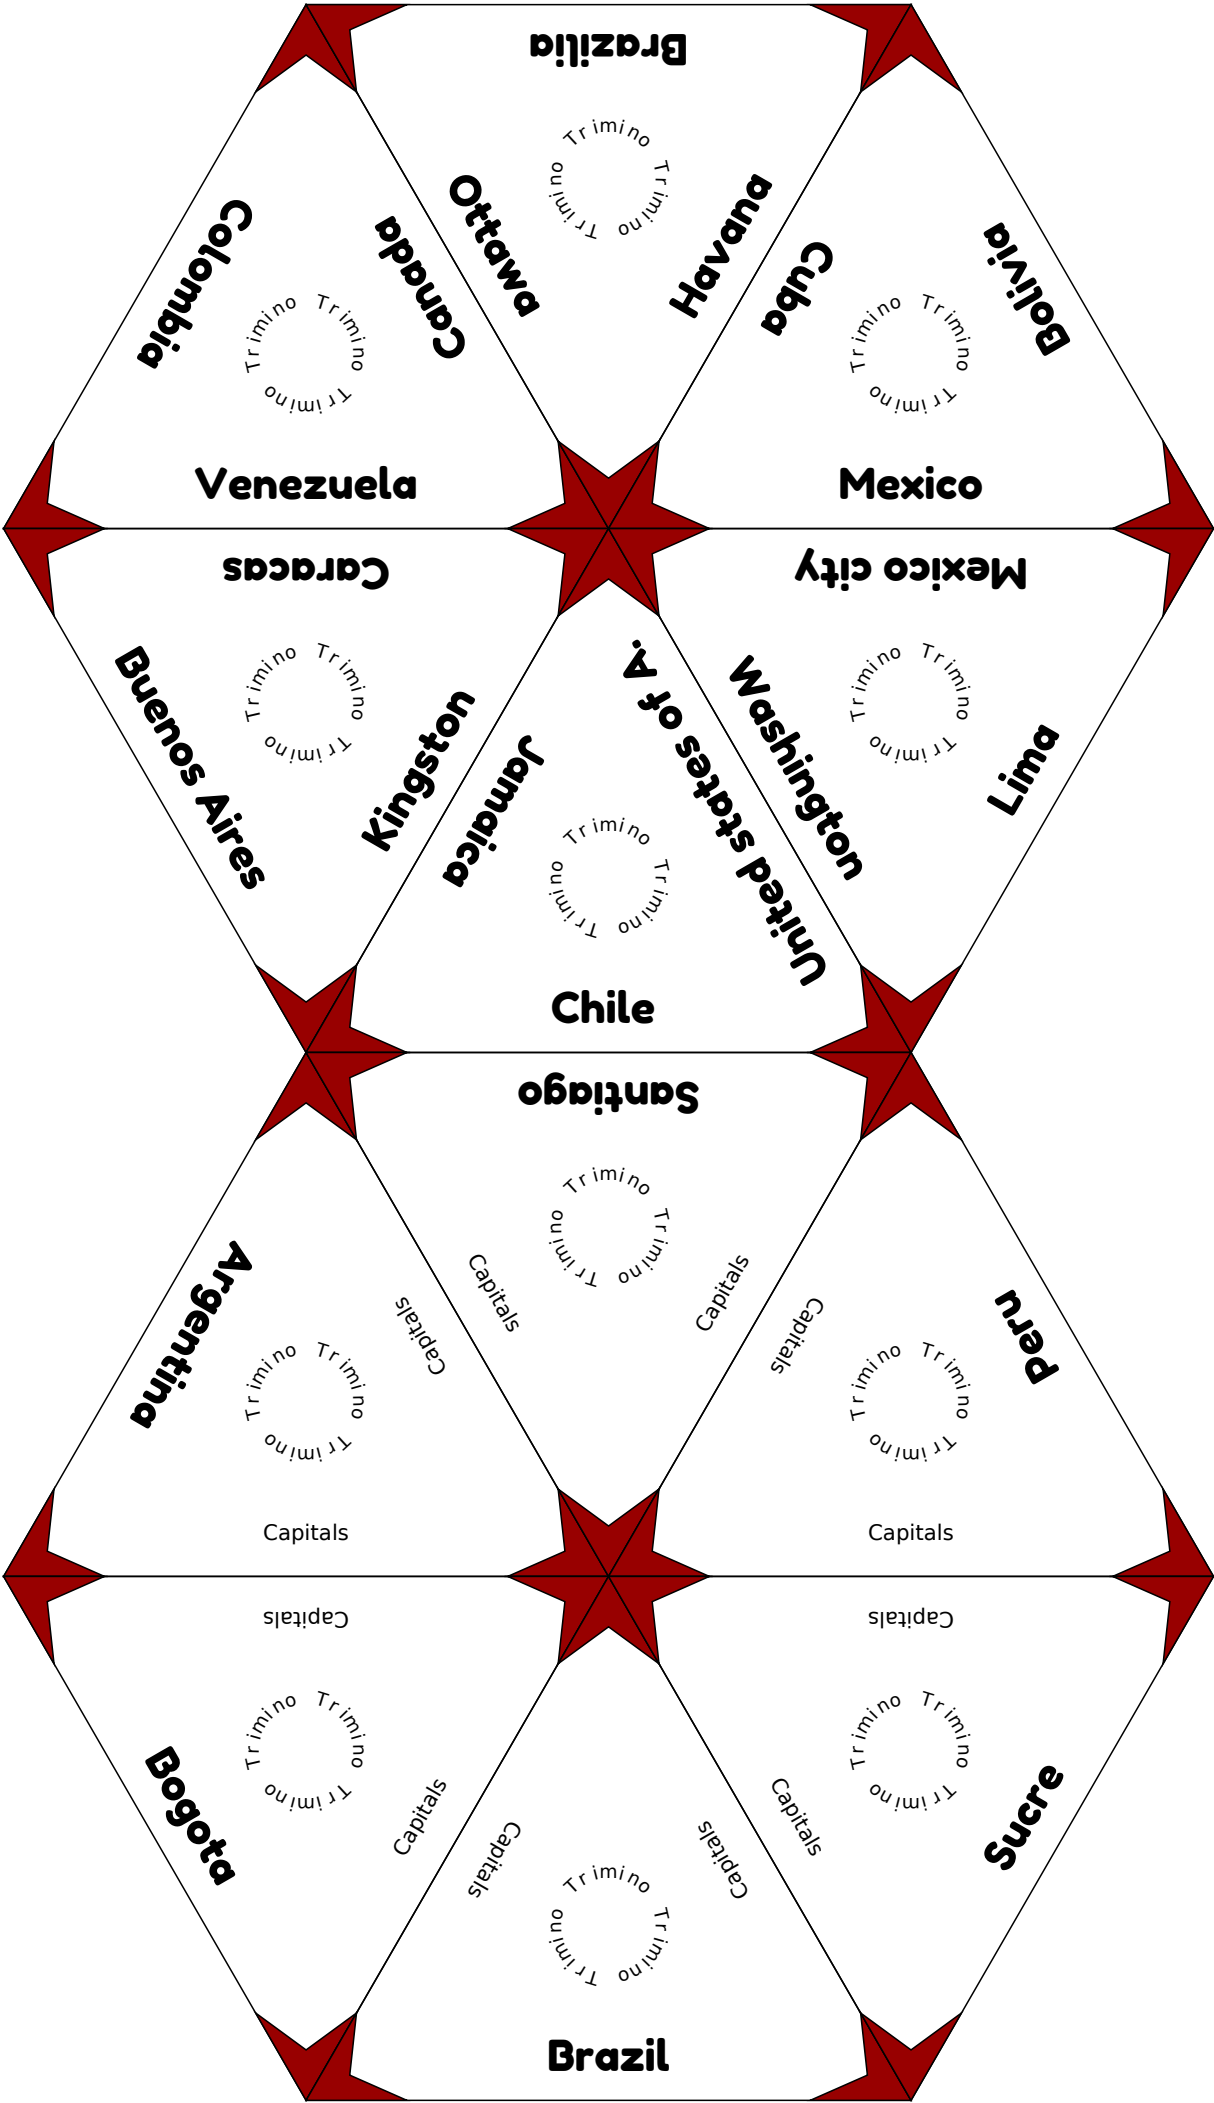 Brazilia
Trimino Trimino Trimino
Ottawa
Havana
Colombia
Canada
Trimino Trimino Trimino
Venezuela
Cuba
Bolivia
Trimino Trimino Trimino
Mexico
Caracas
Trimino Trimino Trimino
Buenos Aires
Kingston
Jamaica
United states of A.
Trimino Trimino Trimino
Chile
Mexico city
Trimino Trimino Trimino
Washington
Lima
Santiago
Trimino Trimino Trimino
Capitals
Capitals
Argentina
Capitals
Trimino Trimino Trimino
Capitals
Capitals
Peru
Trimino Trimino Trimino
Capitals
Capitals
Trimino Trimino Trimino
Bogota
Capitals
Capitals
Capitals
Trimino Trimino Trimino
Brazil
Capitals
Trimino Trimino Trimino
Capitals
Sucre